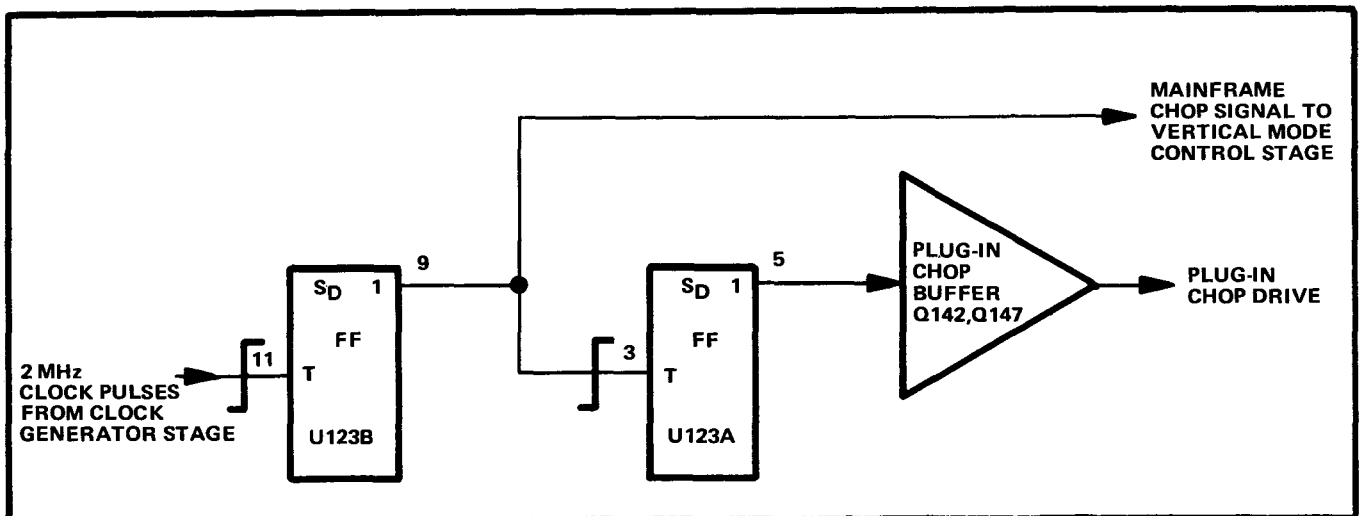 MAINFRAME
CHOP SIGNAL TO
VERTICAL MODE
CONTROL STAGE
9
5
SD 1
FF
11
T
U123B
2 MHz
CLOCK PULSES
FROM CLOCK
GENERATOR STAGE
SD 1
FF
3
T
U123A
PLUG-IN
CHOP
BUFFER
Q142,Q147
PLUG-IN
CHOP DRIVE